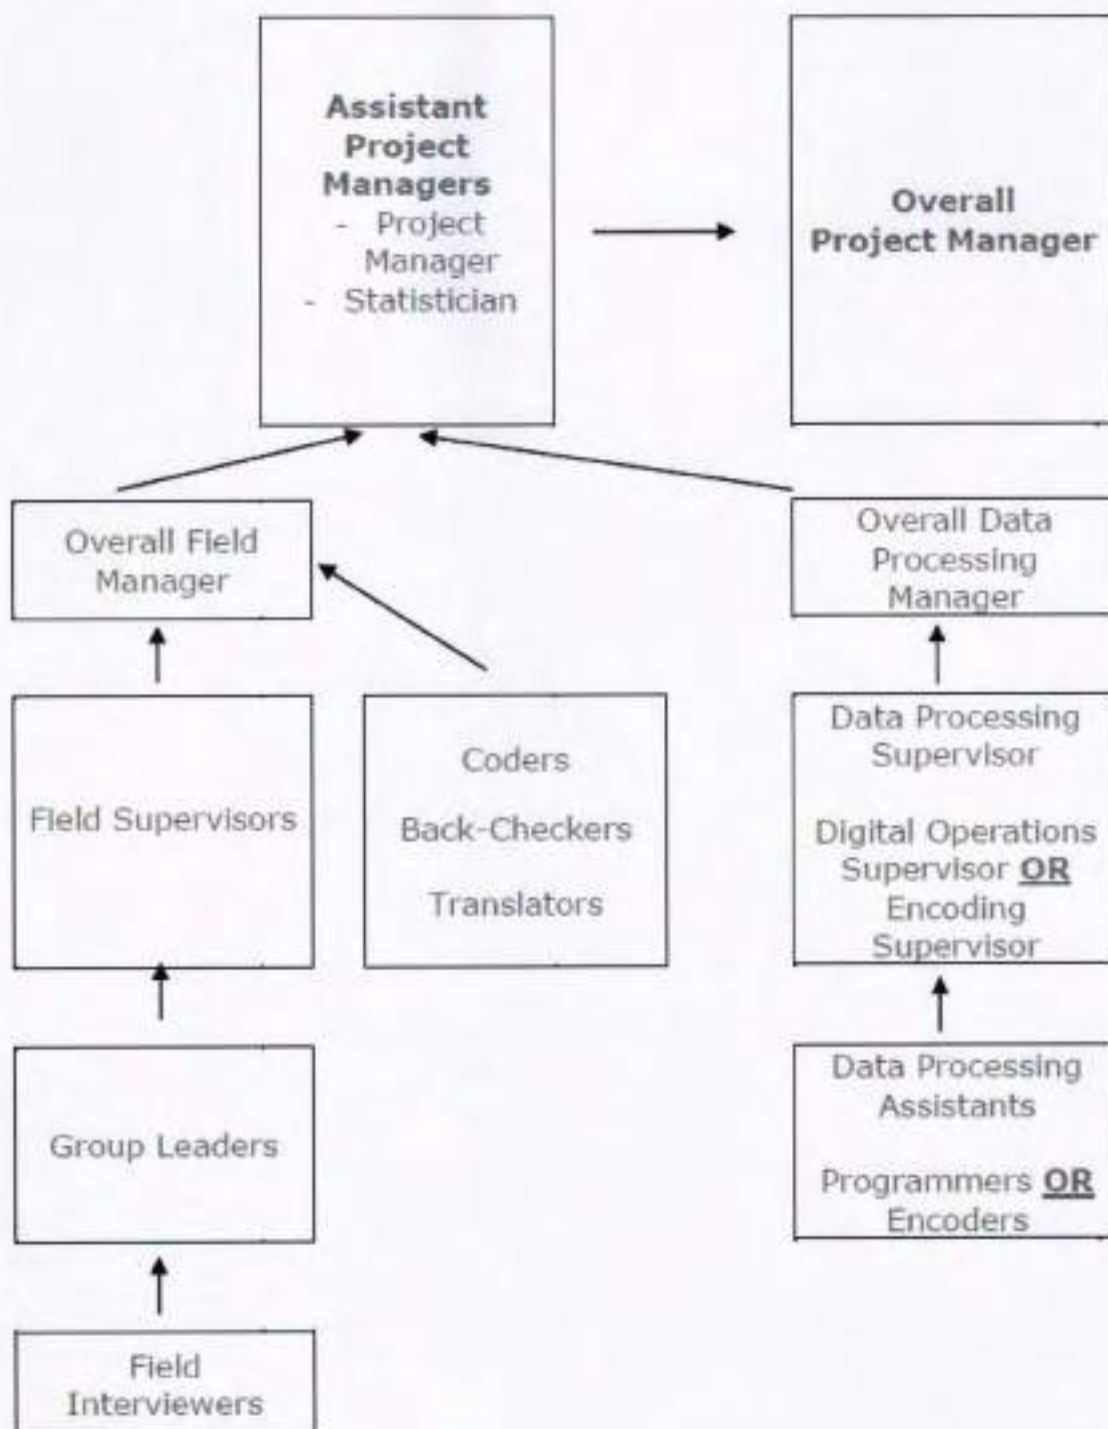 Assistant
Project
Managers
- Project
Manager
- Statistician
Overall
Project Manager
Overall Field
Manager
Overall Data
Processing
Manager
Field Supervisors
Coders
Back-Checkers
Translators
Data Processing
Supervisor
Digital Operations
Supervisor OR
Encoding
Supervisor
Group Leaders
Data Processing
Assistants
Programmers OR
Encoders
Field
Interviewers